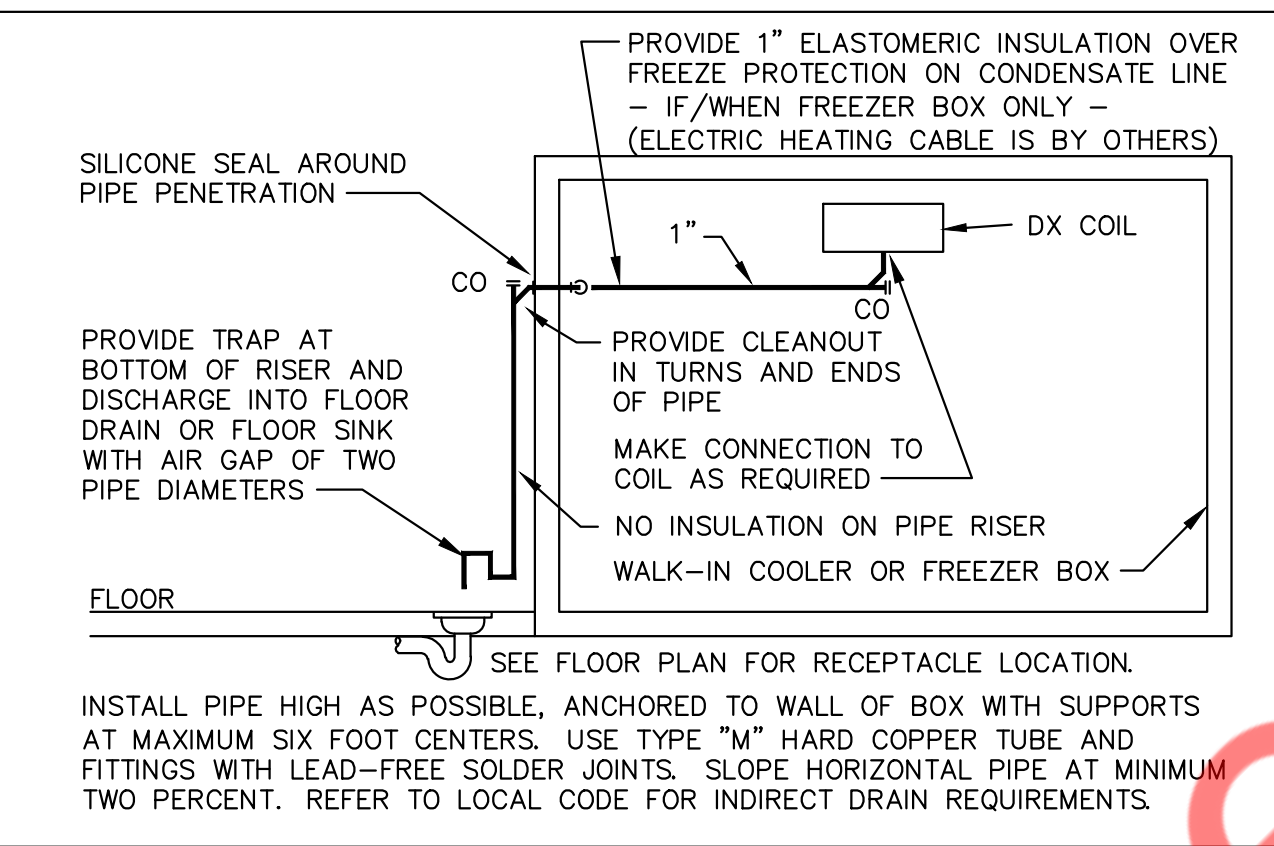 PROVIDE 1” ELASTOMERIC INSULATION OVER
FREEZE PROTECTION ON CONDENSATE LINE
– IF/WHEN FREEZER BOX ONLY –
(ELECTRIC HEATING CABLE IS BY OTHERS)
SILICONE SEAL AROUND
PIPE PENETRATION
1”
DX COIL
CO
CO
PROVIDE TRAP AT
BOTTOM OF RISER AND
DISCHARGE INTO FLOOR
DRAIN OR FLOOR SINK
WITH AIR GAP OF TWO
PIPE DIAMETERS
PROVIDE CLEANOUT
IN TURNS AND ENDS
OF PIPE
MAKE CONNECTION TO
COIL AS REQUIRED
NO INSULATION ON PIPE RISER
WALK–IN COOLER OR FREEZER BOX
FLOOR
SEE FLOOR PLAN FOR RECEPTACLE LOCATION.
INSTALL PIPE HIGH AS POSSIBLE, ANCHORED TO WALL OF BOX WITH SUPPORTS
AT MAXIMUM SIX FOOT CENTERS. USE TYPE ”M” HARD COPPER TUBE AND
FITTINGS WITH LEAD–FREE SOLDER JOINTS. SLOPE HORIZONTAL PIPE AT MINIMUM
TWO PERCENT. REFER TO LOCAL CODE FOR INDIRECT DRAIN REQUIREMENTS.